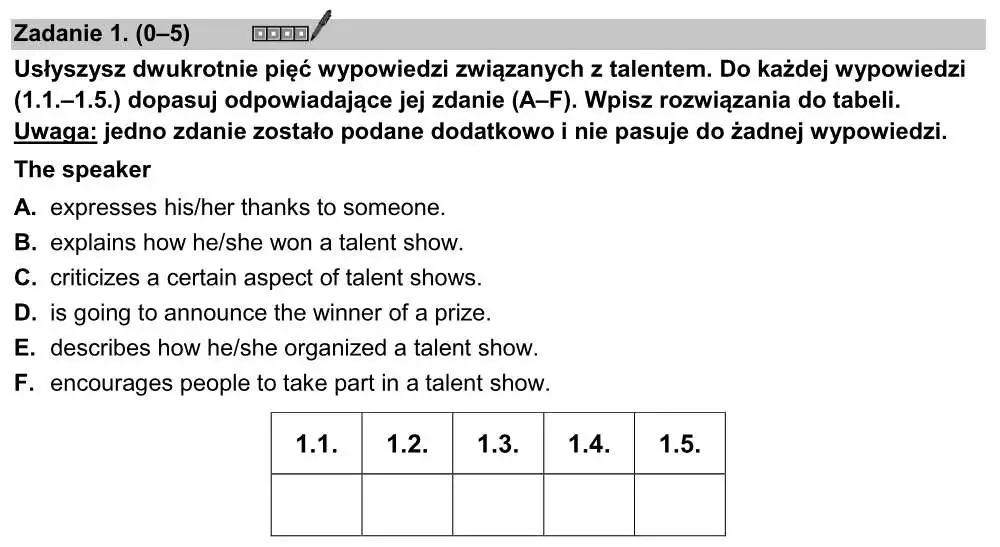 Zadanie 1. (0–5)
Usłyszysz dwukrotnie pięć wypowiedzi związanych z talentem. Do każdej wypowiedzi
(1.1.–1.5.) dopasuj odpowiadające jej zdanie (A–F). Wpisz rozwiązania do tabeli.
Uwaga: jedno zdanie zostało podane dodatkowo i nie pasuje do żadnej wypowiedzi.
The speaker
A. expresses his/her thanks to someone.
B. explains how he/she won a talent show.
C. criticizes a certain aspect of talent shows.
D. is going to announce the winner of a prize.
E. describes how he/she organized a talent show.
F. encourages people to take part in a talent show.
1.1. 1.2. 1.3. 1.4. 1.5.